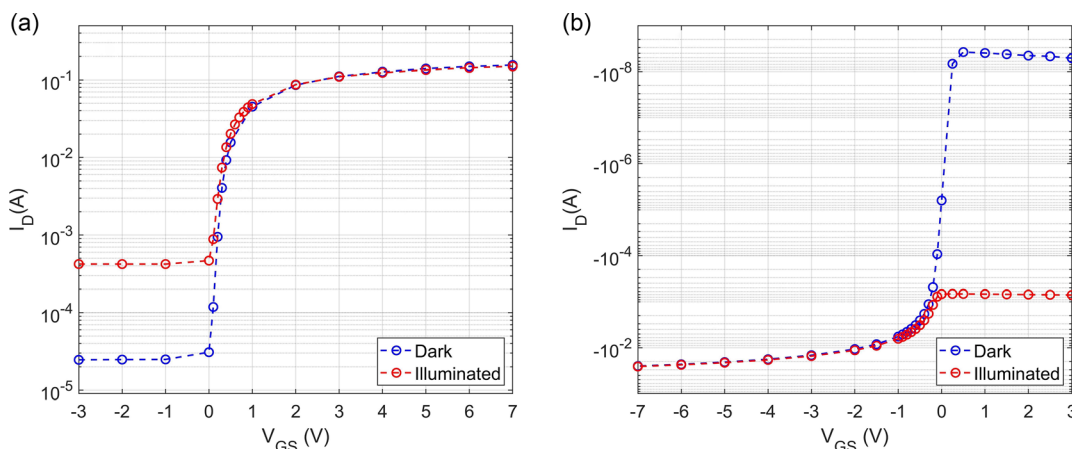 (a)
I_D(A)
10^-1
10^-2
10^-3
10^-4
10^-5
-3 -2 -1 0 1 2 3 4 5 6 7
V_GS (V)
Dark
Illuminated
(b)
I_D(A)
-10^-8
-10^-6
-10^-4
-10^-2
-7 -6 -5 -4 -3 -2 -1 0 1 2 3
V_GS (V)
Dark
Illuminated